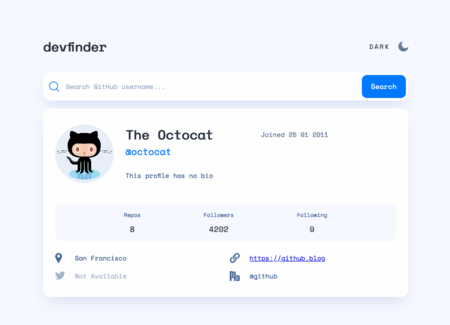 devfinder
DARK
Search GitHub username...
Search
The Octocat
Joined 25 01 2011
@octocat
This profile has no bio
Repos
Followers
Following
8
4202
9
San Francisco
https://github.blog
Not Available
@github